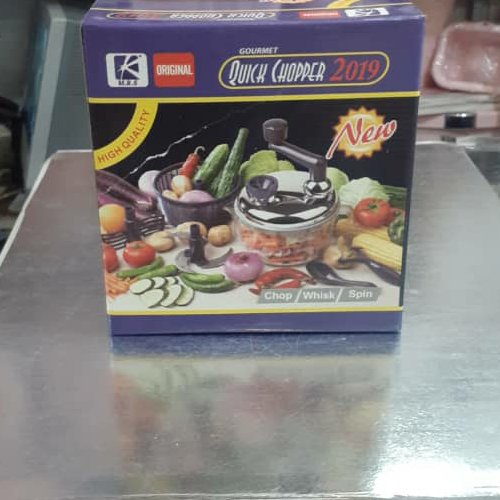 GOURMET
QUICK CHOPPER 2019
M.R.S
ORIGINAL
HIGH QUALITY
New
Chop / Whisk / Spin